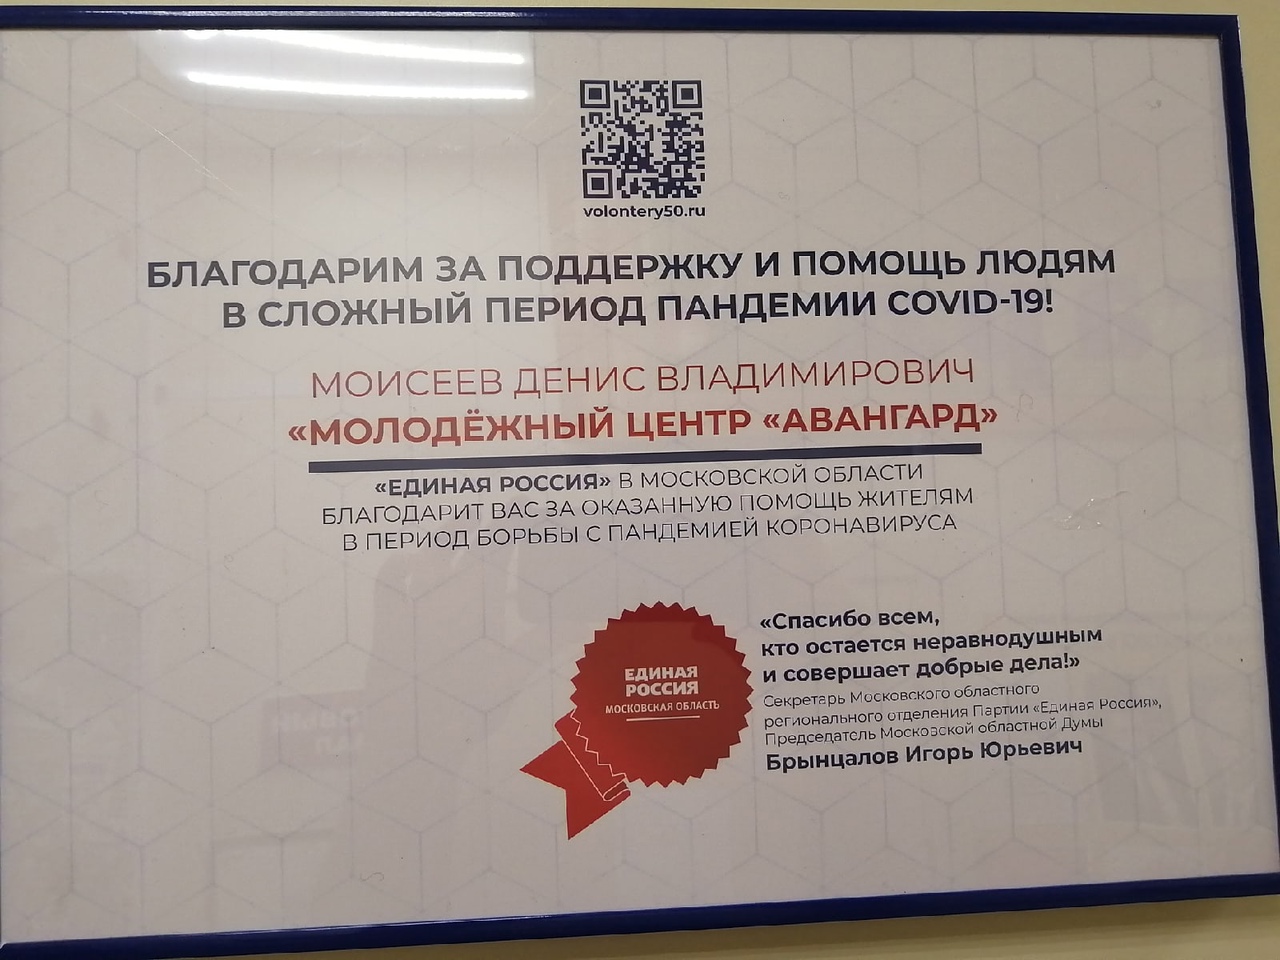 volontery50.ru
БЛАГОДАРИМ ЗА ПОДДЕРЖКУ И ПОМОЩЬ ЛЮДЯМ
В СЛОЖНЫЙ ПЕРИОД ПАНДЕМИИ COVID-19!
МОИСЕЕВ ДЕНИС ВЛАДИМИРОВИЧ
«МОЛОДЁЖНЫЙ ЦЕНТР «АВАНГАРД»
«ЕДИНАЯ РОССИЯ» В МОСКОВСКОЙ ОБЛАСТИ
БЛАГОДАРИТ ВАС ЗА ОКАЗАННУЮ ПОМОЩЬ ЖИТЕЛЯМ
В ПЕРИОД БОРЬБЫ С ПАНДЕМИЕЙ КОРОНАВИРУСА
ЕДИНАЯ
РОССИЯ
МОСКОВСКАЯ ОБЛАСТЬ
«Спасибо всем,
кто остается неравнодушным
и совершает добрые дела!»
Секретарь Московского областного
регионального отделения Партии «Единая Россия»,
Председатель Московской областной Думы
Брынцалов Игорь Юрьевич